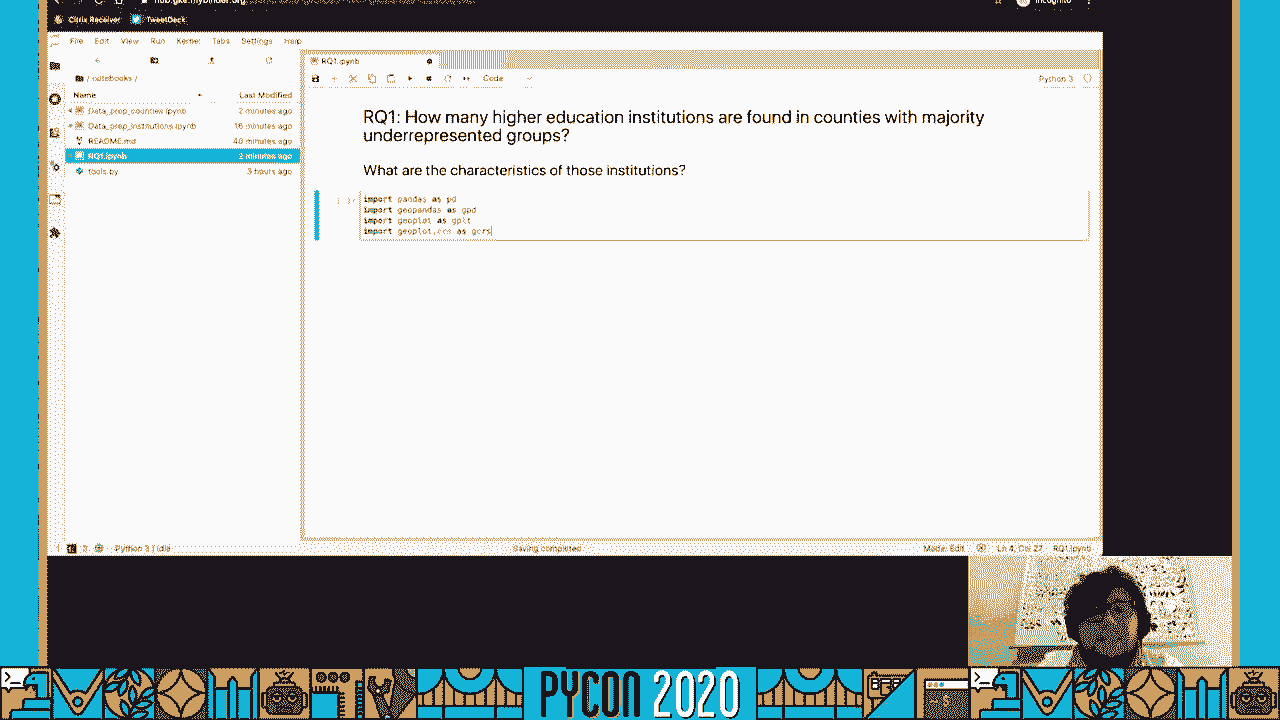 hub.gke.mybinder.org
Incognito
Citrix Receiver TweetDeck
File Edit View Run Kernel Tabs Settings Help
RQ1.ipynb
Code
Python 3
/ notebooks /
Name Last Modified
Data_prep_counties.ipynb 2 minutes ago
Data_prep_institutions.ipynb 16 minutes ago
README.md 40 minutes ago
RQ1.ipynb 2 minutes ago
tools.py 3 hours ago
RQ1: How many higher education institutions are found in counties with majority
underrepresented groups?
What are the characteristics of those institutions?
import pandas as pd
import geopandas as gpd
import geoplot as gplt
import geoplot.crs as gcrs
Python 3 | Idle
Saving completed
Mode: Edit
Ln 4, Col 27
RQ1.ipynb
PYCON 2020